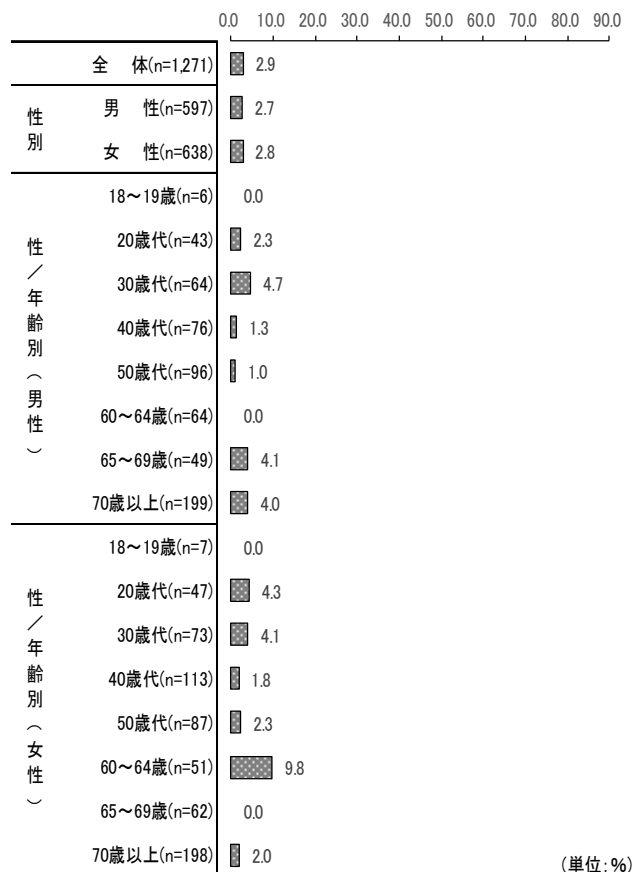 0.0 10.0 20.0 30.0 40.0 50.0 60.0 70.0 80.0 90.0
全 体(n=1,271) 2.9
性別
男 性(n=597) 2.7
女 性(n=638) 2.8
性／年齢別（男性）
18～19歳(n=6) 0.0
20歳代(n=43) 2.3
30歳代(n=64) 4.7
40歳代(n=76) 1.3
50歳代(n=96) 1.0
60～64歳(n=64) 0.0
65～69歳(n=49) 4.1
70歳以上(n=199) 4.0
性／年齢別（女性）
18～19歳(n=7) 0.0
20歳代(n=47) 4.3
30歳代(n=73) 4.1
40歳代(n=113) 1.8
50歳代(n=87) 2.3
60～64歳(n=51) 9.8
65～69歳(n=62) 0.0
70歳以上(n=198) 2.0
(単位:%)